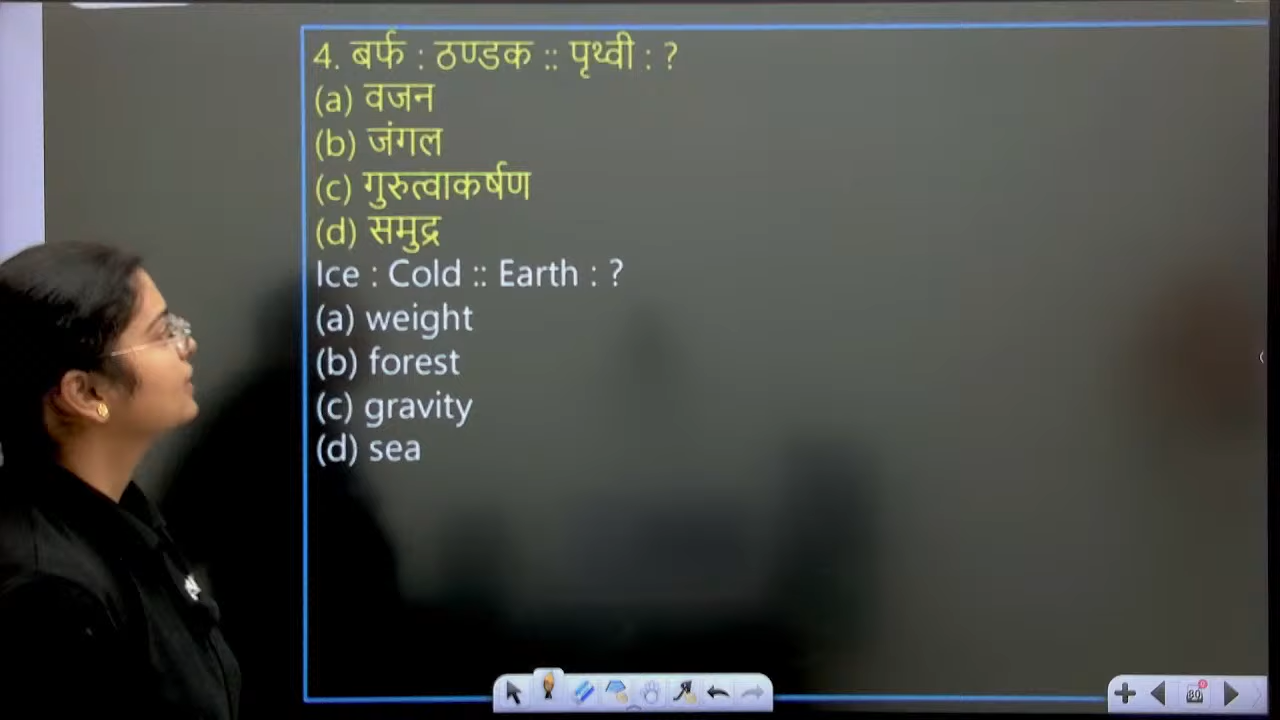 4. बर्फ : ठण्डक :: पृथ्वी : ?
(a) वजन
(b) जंगल
(c) गुरुत्वाकर्षण
(d) समुद्र
Ice : Cold :: Earth : ?
(a) weight
(b) forest
(c) gravity
(d) sea